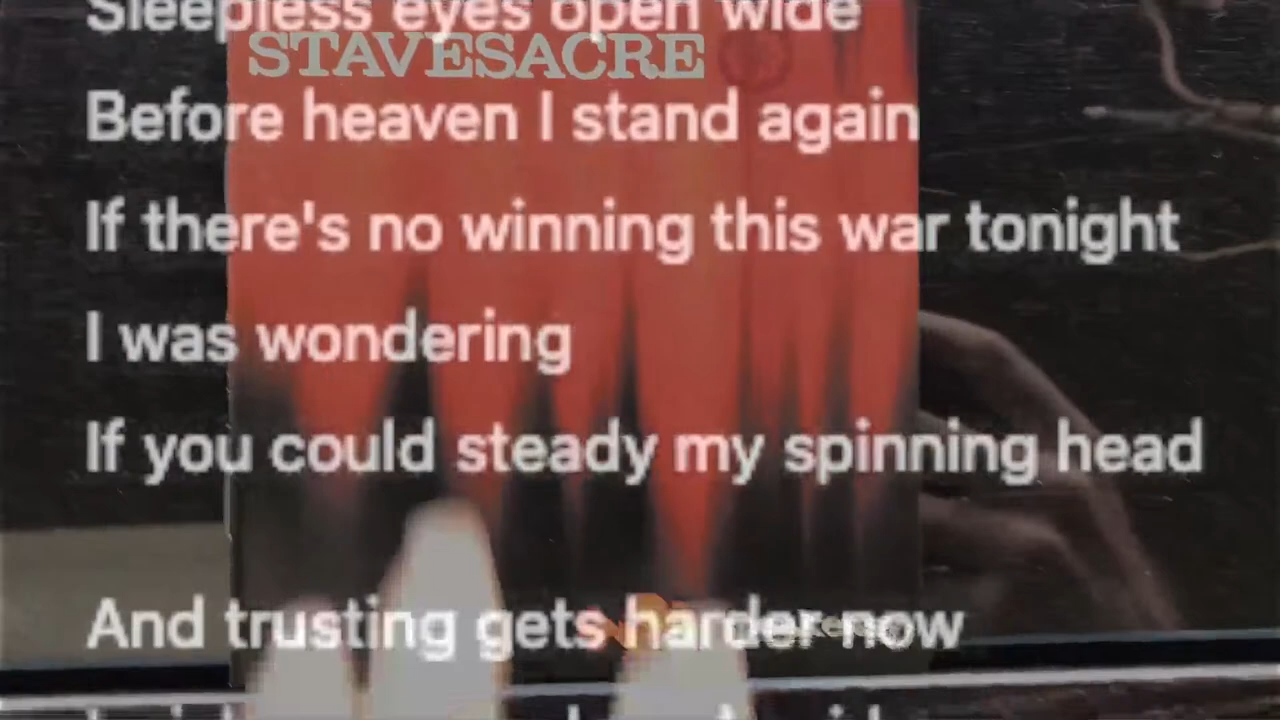 Sleepless eyes open wide
STAVESACRE
Before heaven I stand again
If there's no winning this war tonight
I was wondering
If you could steady my spinning head
And trusting gets harder now